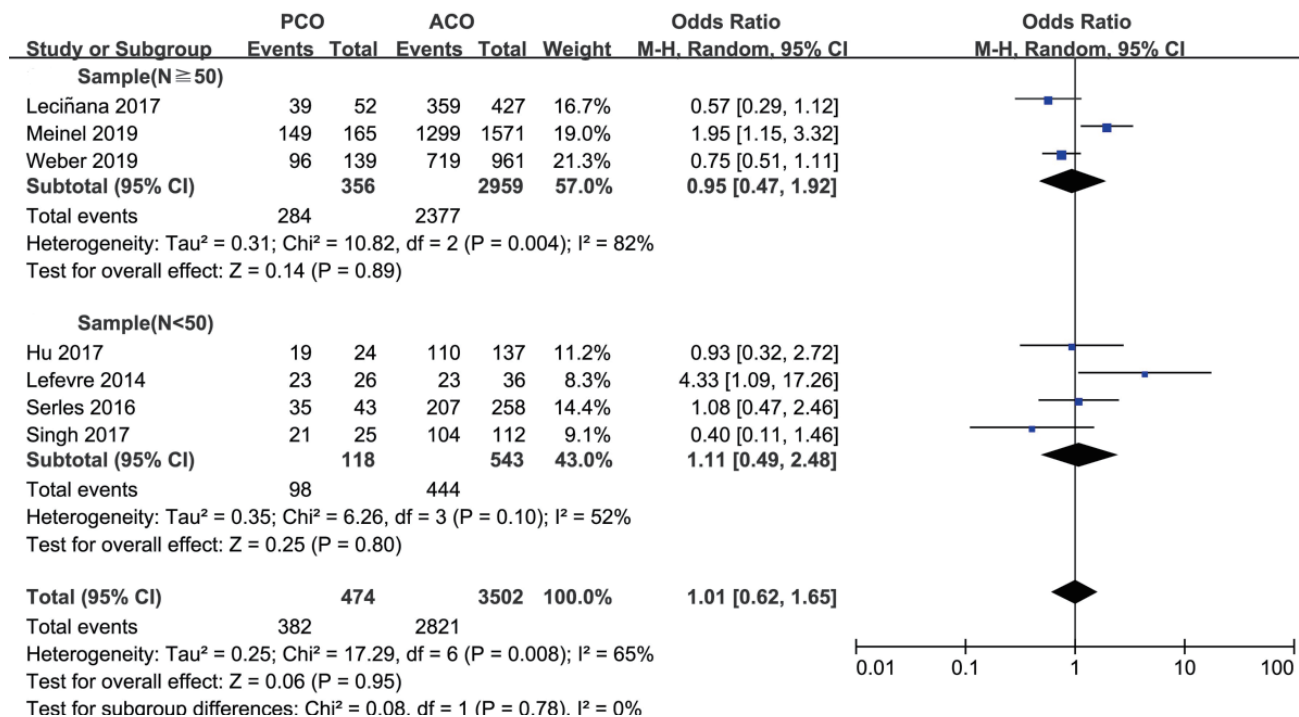 PCO ACO Odds Ratio Odds Ratio
Study or Subgroup Events Total Events Total Weight M-H, Random, 95% CI M-H, Random, 95% CI
Sample(N≧50)
Leciñana 2017 39 52 359 427 16.7% 0.57 [0.29, 1.12]
Meinel 2019 149 165 1299 1571 19.0% 1.95 [1.15, 3.32]
Weber 2019 96 139 719 961 21.3% 0.75 [0.51, 1.11]
Subtotal (95% CI) 356 2959 57.0% 0.95 [0.47, 1.92]
Total events 284 2377
Heterogeneity: Tau² = 0.31; Chi² = 10.82, df = 2 (P = 0.004); I² = 82%
Test for overall effect: Z = 0.14 (P = 0.89)
Sample(N<50)
Hu 2017 19 24 110 137 11.2% 0.93 [0.32, 2.72]
Lefevre 2014 23 26 23 36 8.3% 4.33 [1.09, 17.26]
Serles 2016 35 43 207 258 14.4% 1.08 [0.47, 2.46]
Singh 2017 21 25 104 112 9.1% 0.40 [0.11, 1.46]
Subtotal (95% CI) 118 543 43.0% 1.11 [0.49, 2.48]
Total events 98 444
Heterogeneity: Tau² = 0.35; Chi² = 6.26, df = 3 (P = 0.10); I² = 52%
Test for overall effect: Z = 0.25 (P = 0.80)
Total (95% CI) 474 3502 100.0% 1.01 [0.62, 1.65]
Total events 382 2821
Heterogeneity: Tau² = 0.25; Chi² = 17.29, df = 6 (P = 0.008); I² = 65%
Test for overall effect: Z = 0.06 (P = 0.95)
Test for subgroup differences: Chi² = 0.08, df = 1 (P = 0.78), I² = 0%
0.01 0.1 1 10 100